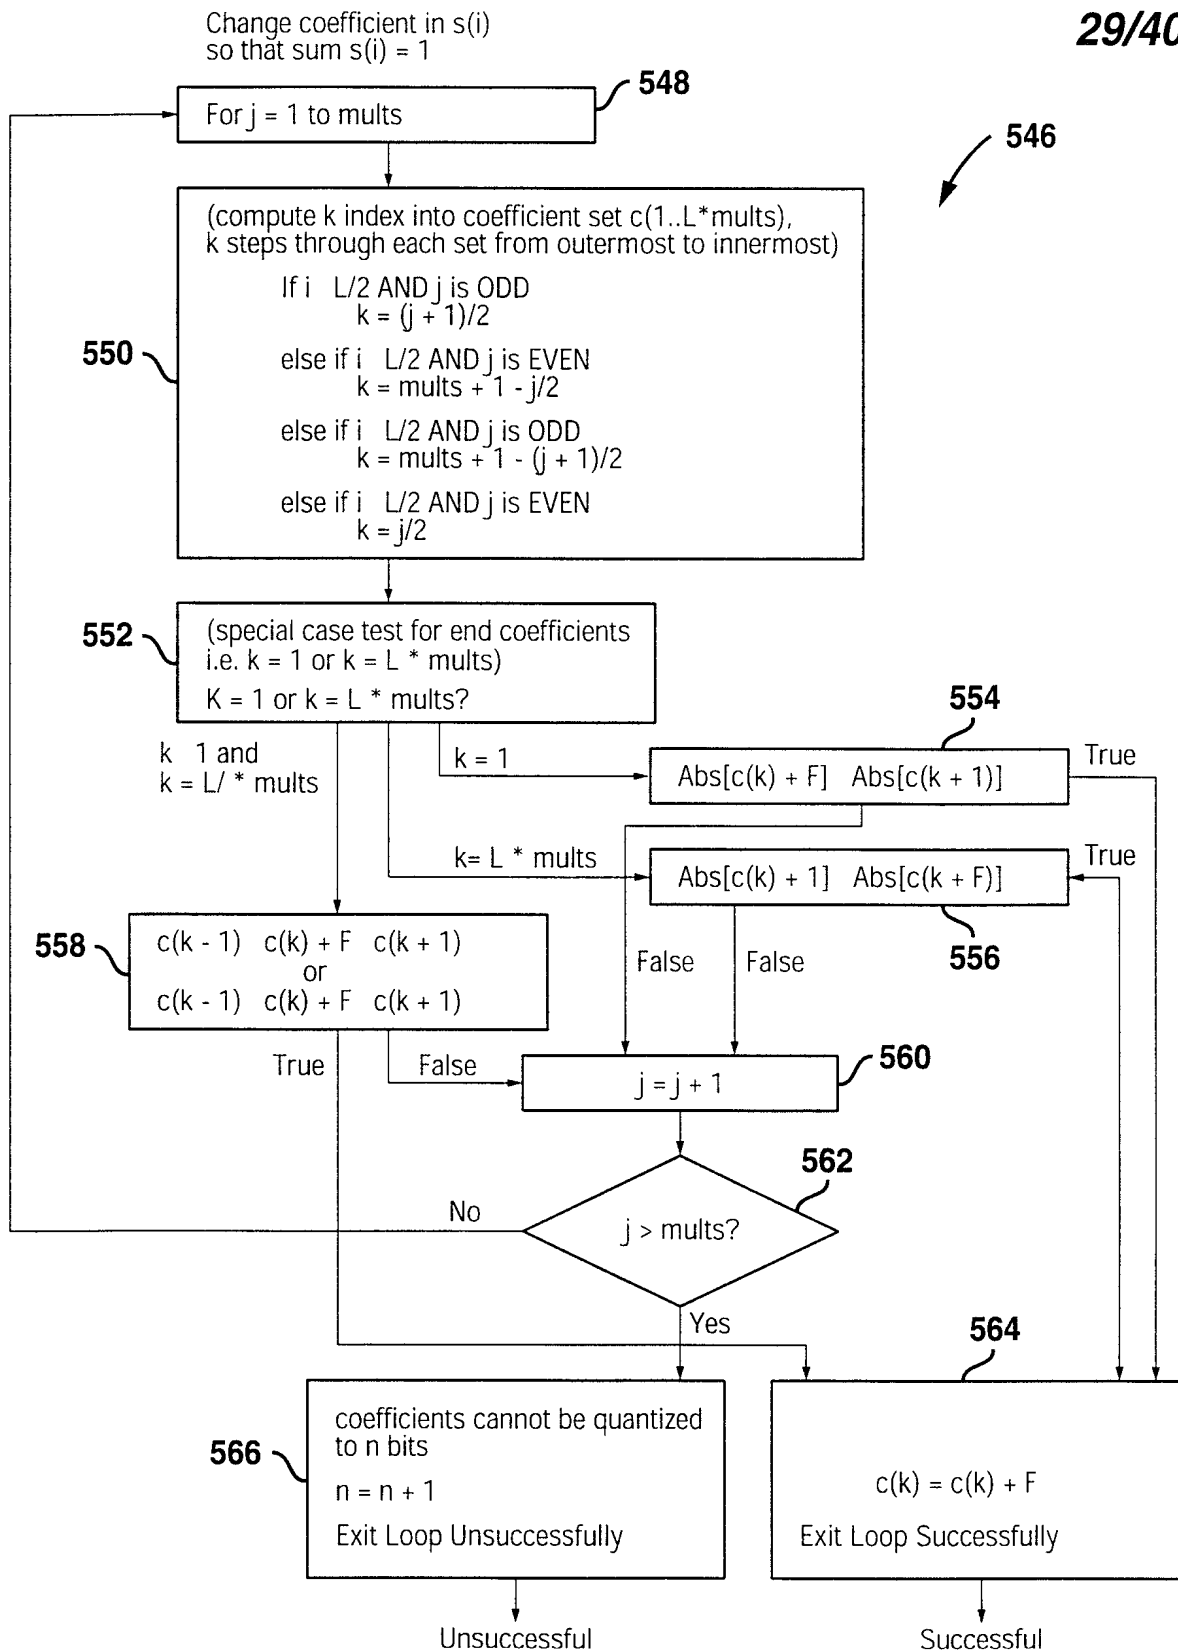 29/40
Change coefficient in s(i)
so that sum s(i) = 1
548
For j = 1 to mults
546
(compute k index into coefficient set c(1..L*mults),
k steps through each set from outermost to innermost)
If i L/2 AND j is ODD
k = (j + 1)/2
550
else if i L/2 AND j is EVEN
k = mults + 1 - j/2
else if i L/2 AND j is ODD
k = mults + 1 - (j + 1)/2
else if i L/2 AND j is EVEN
k = j/2
552
(special case test for end coefficients
i.e. k = 1 or k = L * mults)
K = 1 or k = L * mults?
554
k 1 and
k = L/ * mults
k = 1
Abs[c(k) + F] Abs[c(k + 1)]
True
k= L * mults
Abs[c(k) + 1] Abs[c(k + F)]
True
556
558
c(k - 1) c(k) + F c(k + 1)
or
c(k - 1) c(k) + F c(k + 1)
False
False
True
False
560
j = j + 1
562
No
j > mults?
Yes
564
566
coefficients cannot be quantized
to n bits
n = n + 1
Exit Loop Unsuccessfully
c(k) = c(k) + F
Exit Loop Successfully
Unsuccessful
Successful